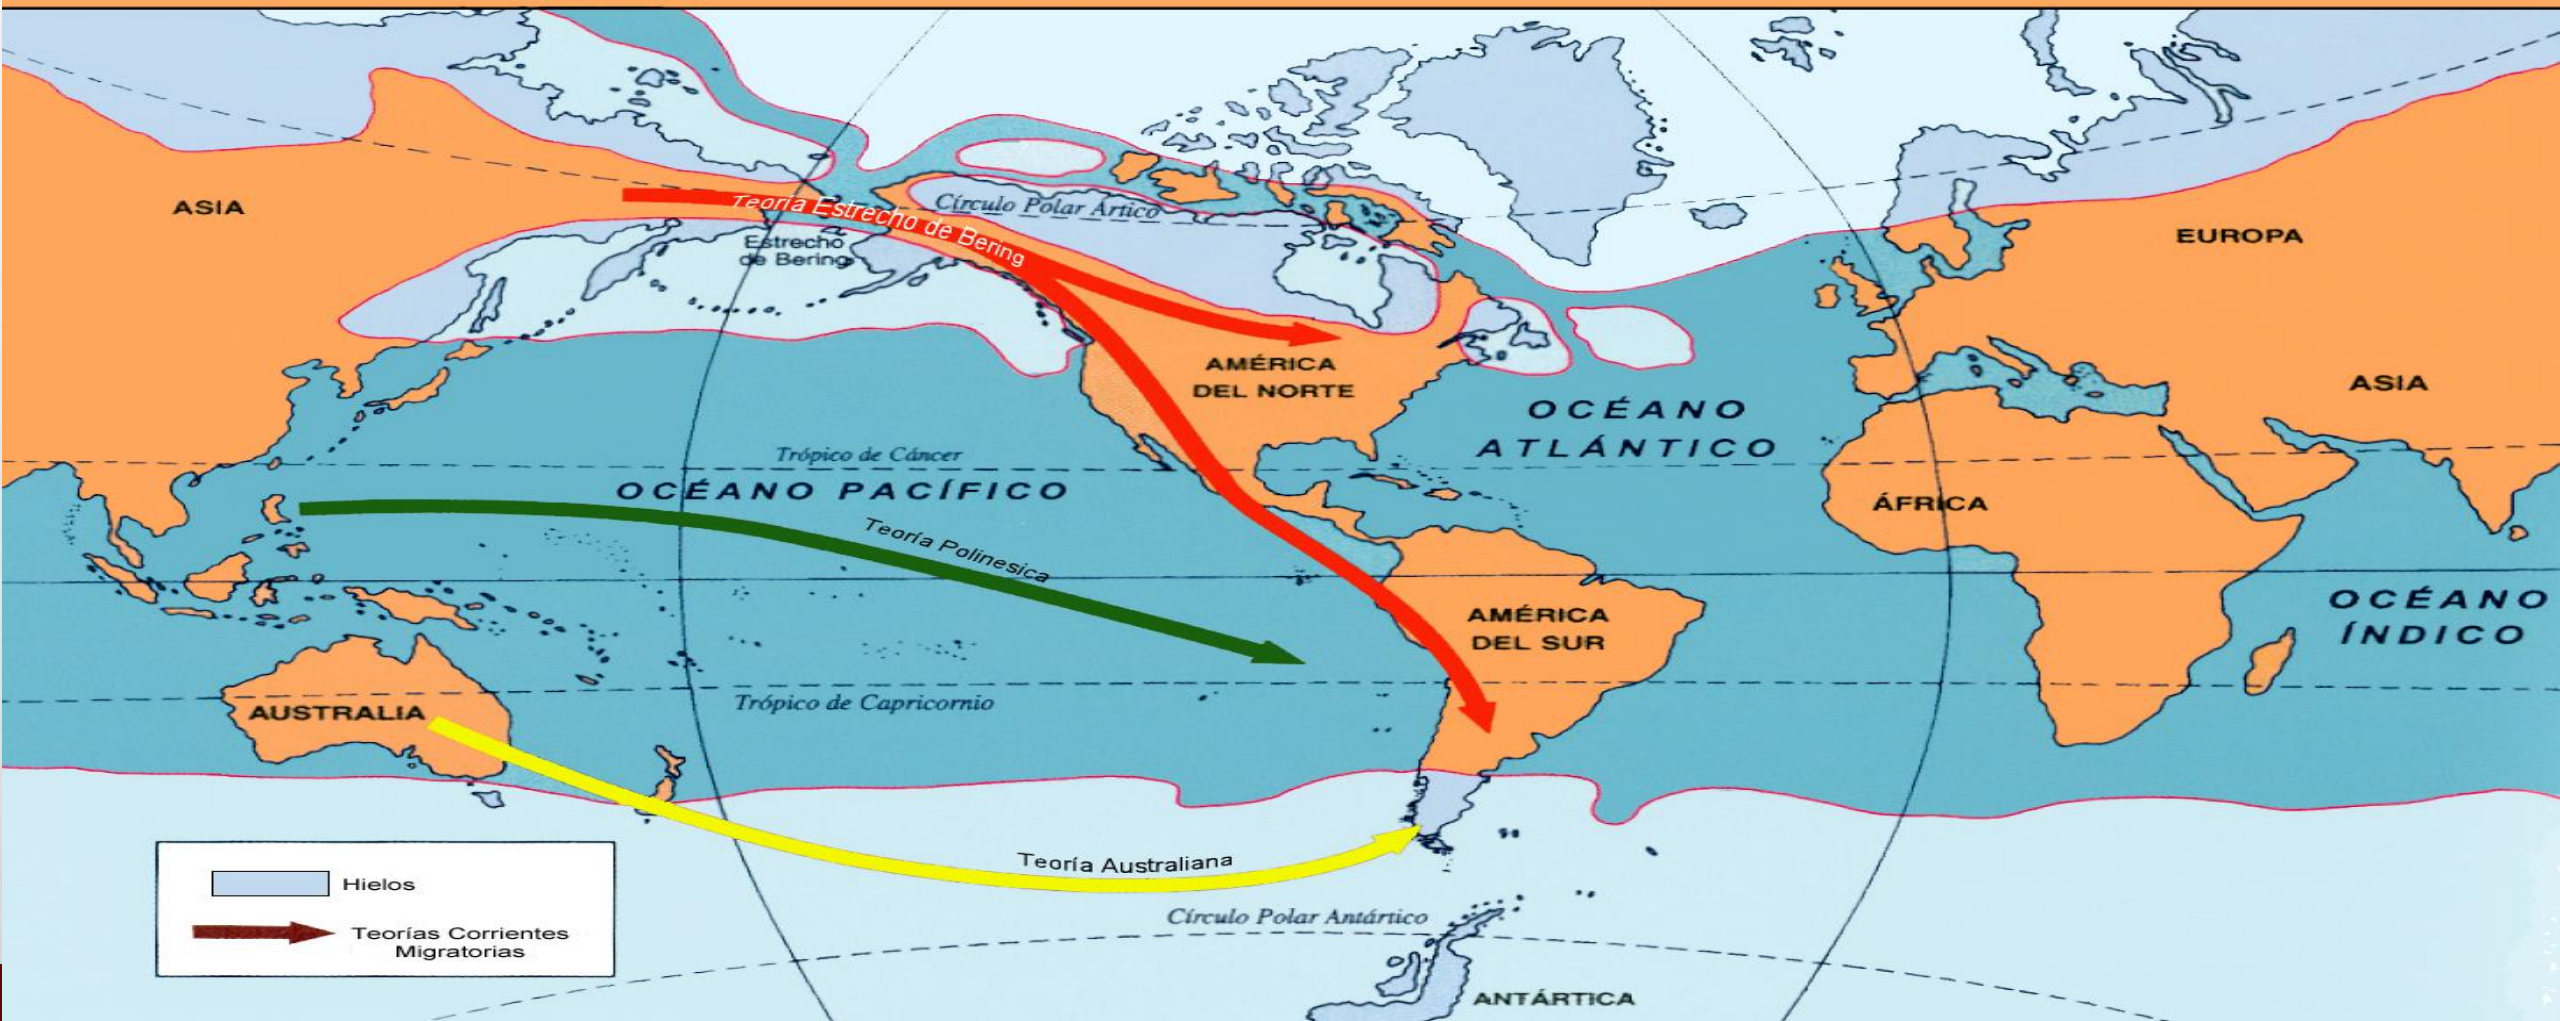 ASIA
Teoría Estrecho de Bering
Círculo Polar Ártico
Estrecho
de Bering
EUROPA
AMÉRICA
DEL NORTE
ASIA
OCÉANO
ATLÁNTICO
Trópico de Cáncer
OCÉANO PACÍFICO
ÁFRICA
Teoría Polinesica
OCÉANO
ÍNDICO
AMÉRICA
DEL SUR
AUSTRALIA
Trópico de Capricornio
Teoría Australiana
Hielos
Teorías Corrientes
Migratorias
Círculo Polar Antártico
ANTÁRTICA